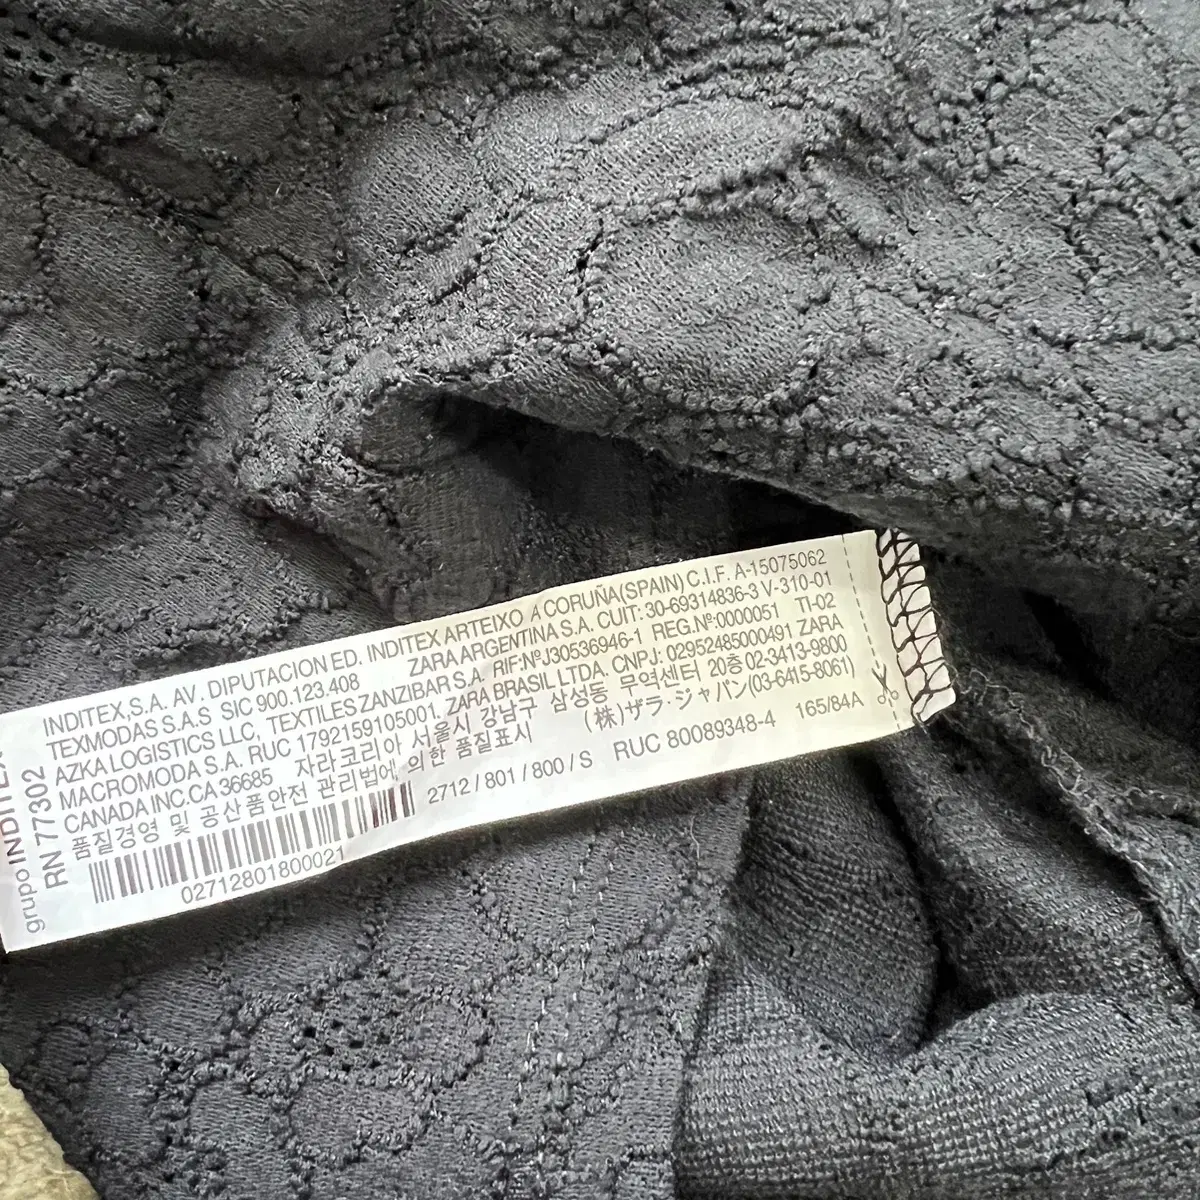 grupo INDITEX
RN 77302
INDITEX,S.A. AV. DIPUTACION ED. INDITEX ARTEIXO A CORUÑA(SPAIN) C.I.F. A-15075062
TEXMODAS S.A.S SIC 900.123.408 ZARA ARGENTINA S.A. CUIT: 30-69314836-3 V-310-01
AZKA LOGISTICS LLC, TEXTILES ZANZIBAR S.A. RIF:NºJ30536946-1 REG.Nº:0000051 TI-02
MACROMODA S.A. RUC 1792159105001, ZARA BRASIL LTDA. CNPJ: 02952485000491 ZARA
CANADA INC.CA 36685 자라코리아 서울시 강남구 삼성동 무역센터 20층 02-3413-9800
품질경영 및 공산품안전 관리법에 의한 품질표시 (株)ザラ・ジャパン(03-6415-8061)
2712 / 801 / 800 / S RUC 80089348-4 165/84A
02712801800021